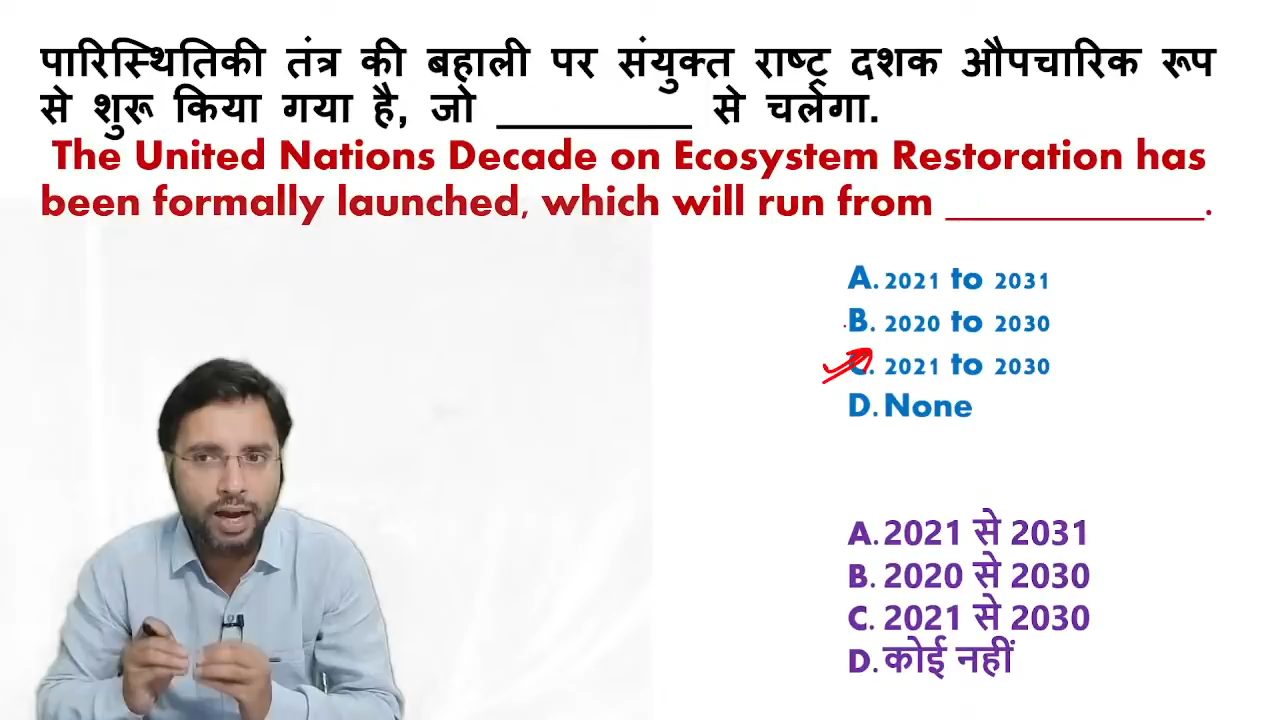 पारिस्थितिकी तंत्र की बहाली पर संयुक्त राष्ट्र दशक औपचारिक रूप
से शुरू किया गया है, जो __________ से चलेगा.
The United Nations Decade on Ecosystem Restoration has
been formally launched, which will run from ______________.
A. 2021 to 2031
B. 2020 to 2030
C. 2021 to 2030
D. None
A. 2021 से 2031
B. 2020 से 2030
C. 2021 से 2030
D. कोई नहीं